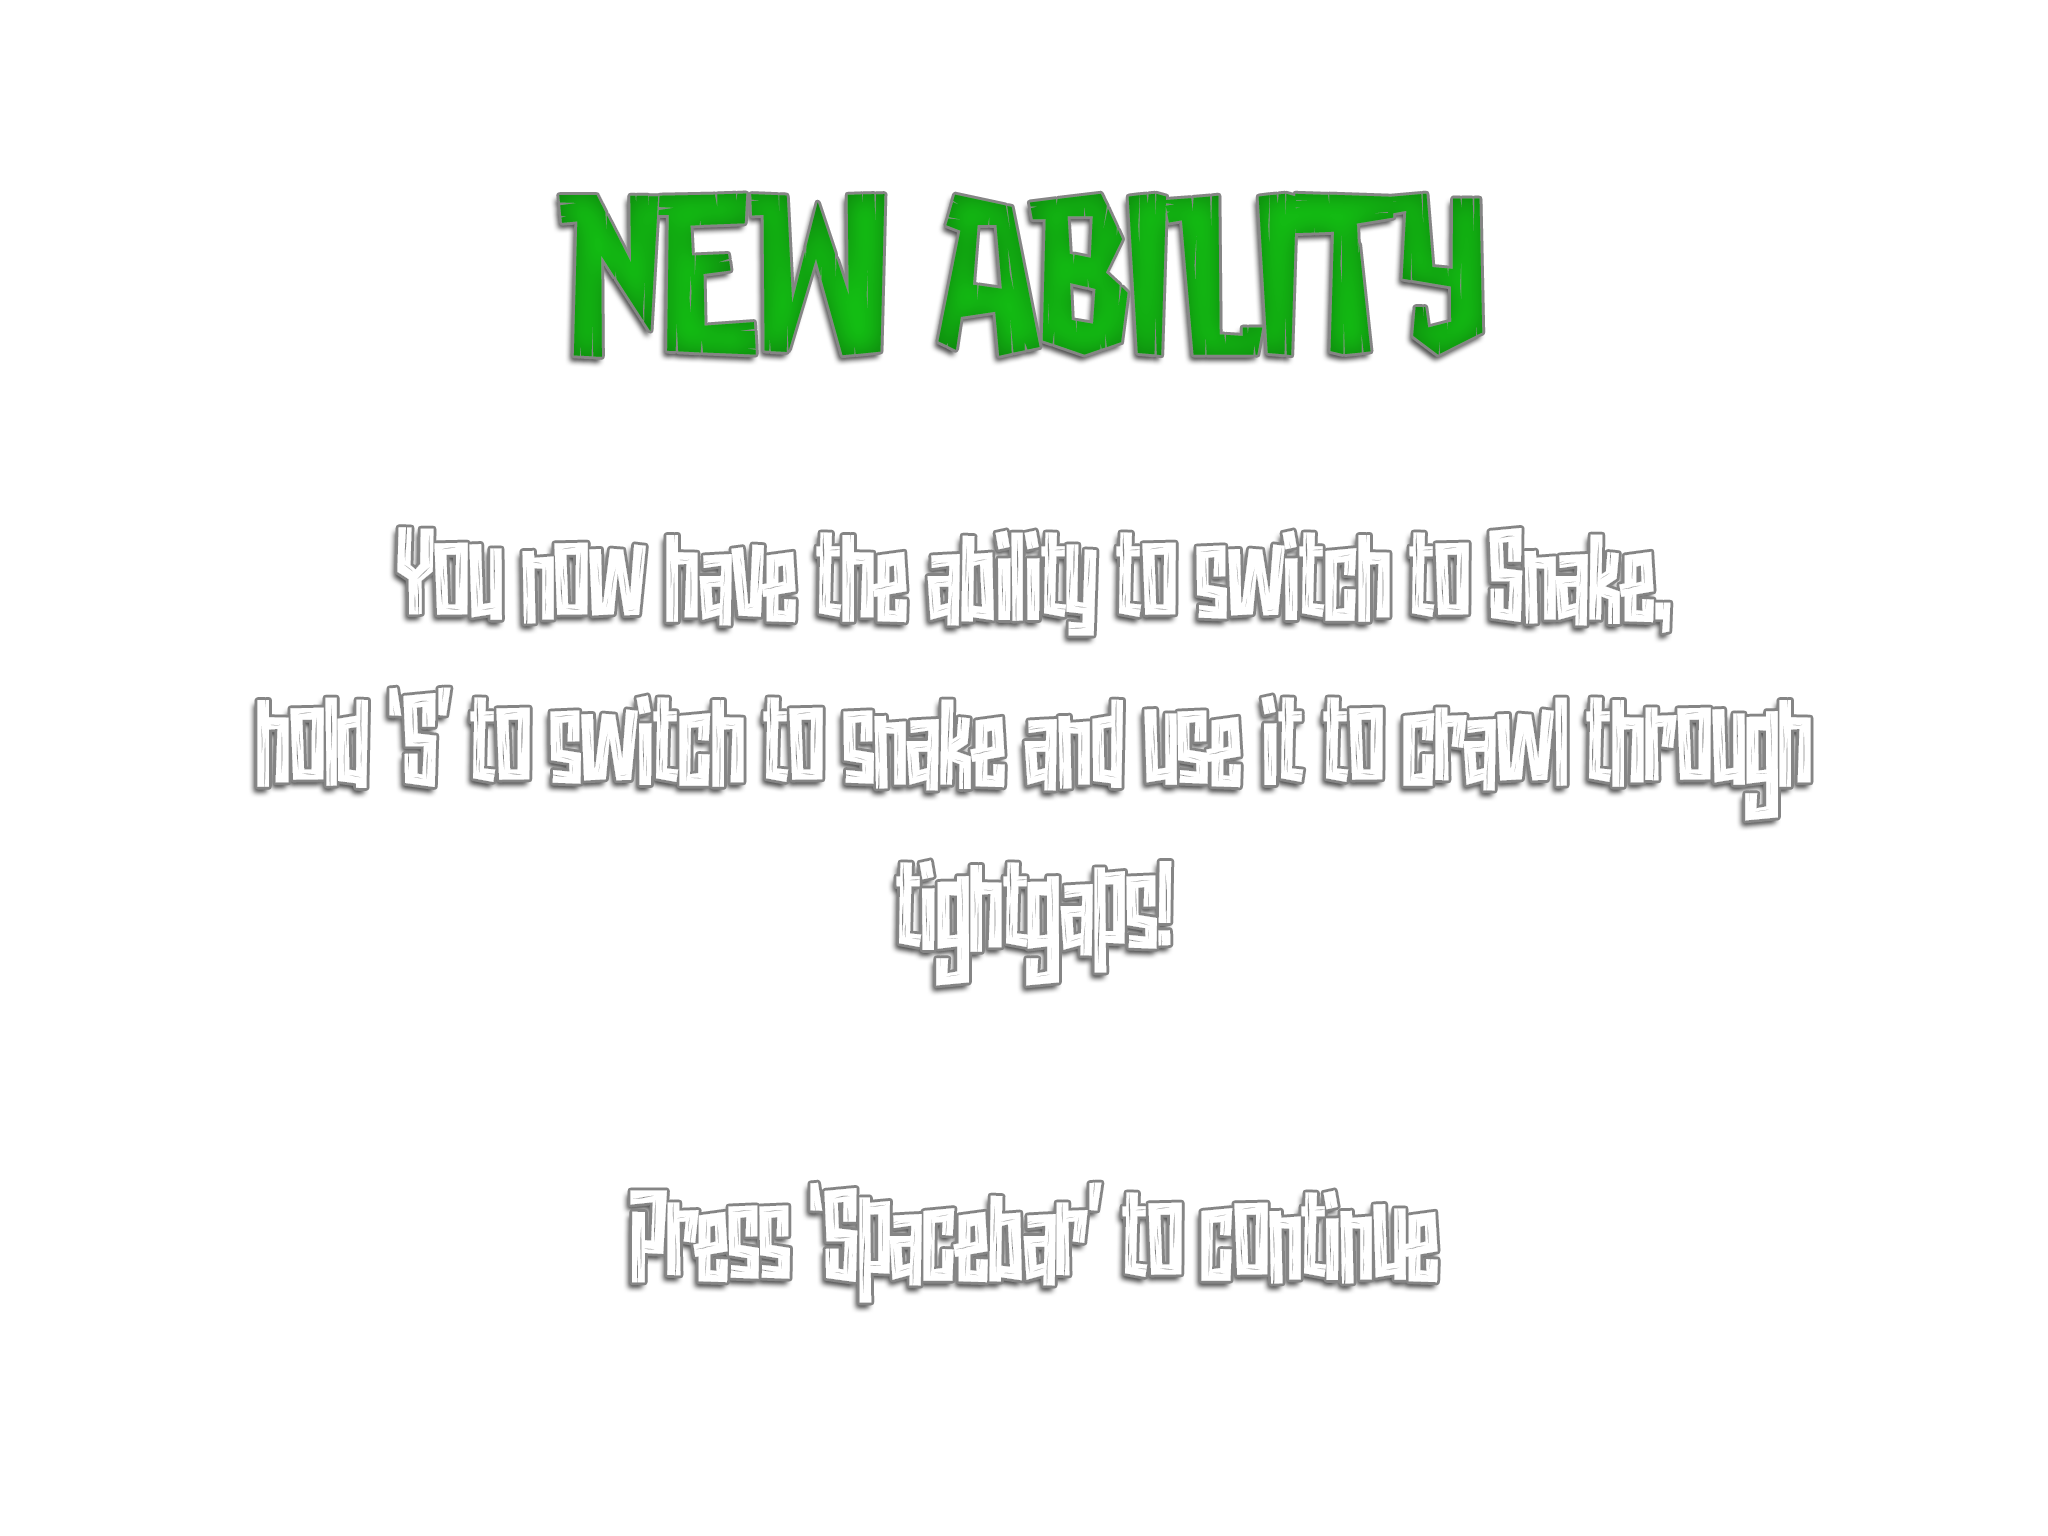 NEW ABILITY
You now have the ability to switch to Snake,
hold 'S' to switch to snake and use it to crawl through
tightgaps!
Press 'Spacebar' to continue